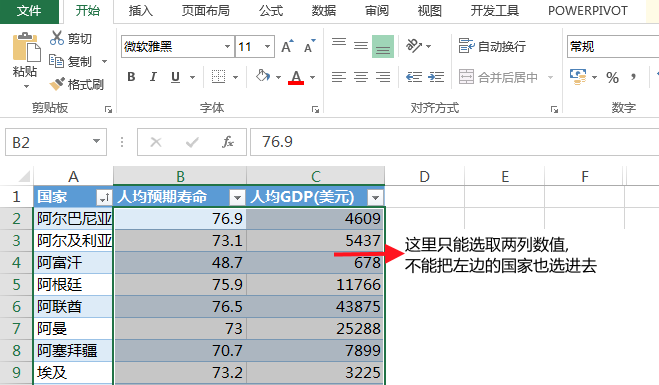 文件 开始 插入 页面布局 公式 数据 审阅 视图 开发工具 POWERPIVOT
粘贴 剪切 复制 格式刷
微软雅黑 11 A A
B I U A
自动换行 合并后居中
常规
% ,
剪贴板 字体 对齐方式 数字
B2 fx 76.9
A B C D E F
1 国家 人均预期寿命 人均GDP(美元)
2 阿尔巴尼亚 76.9 4609
3 阿尔及利亚 73.1 5437
4 阿富汗 48.7 678
5 阿根廷 75.9 11766
6 阿联酋 76.5 43875
7 阿曼 73 25288
8 阿塞拜疆 70.7 7899
9 埃及 73.2 3225
这里只能选取两列数值,
不能把左边的国家也选进去